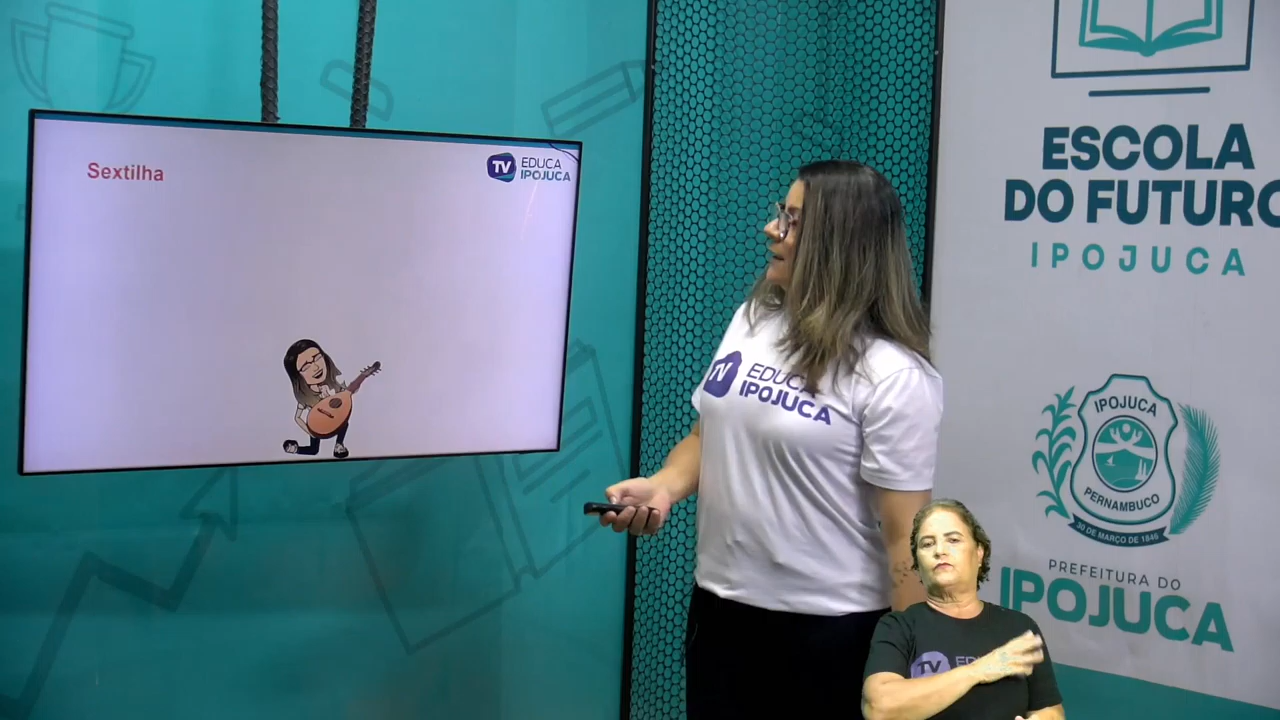 Sextilha
TV EDUCA
IPOJUCA
TV EDUCA
IPOJUCA
ESCOLA
DO FUTURO
IPOJUCA
IPOJUCA
PERNAMBUCO
30 DE MARÇO DE 1846
PREFEITURA DO
IPOJUCA
TV